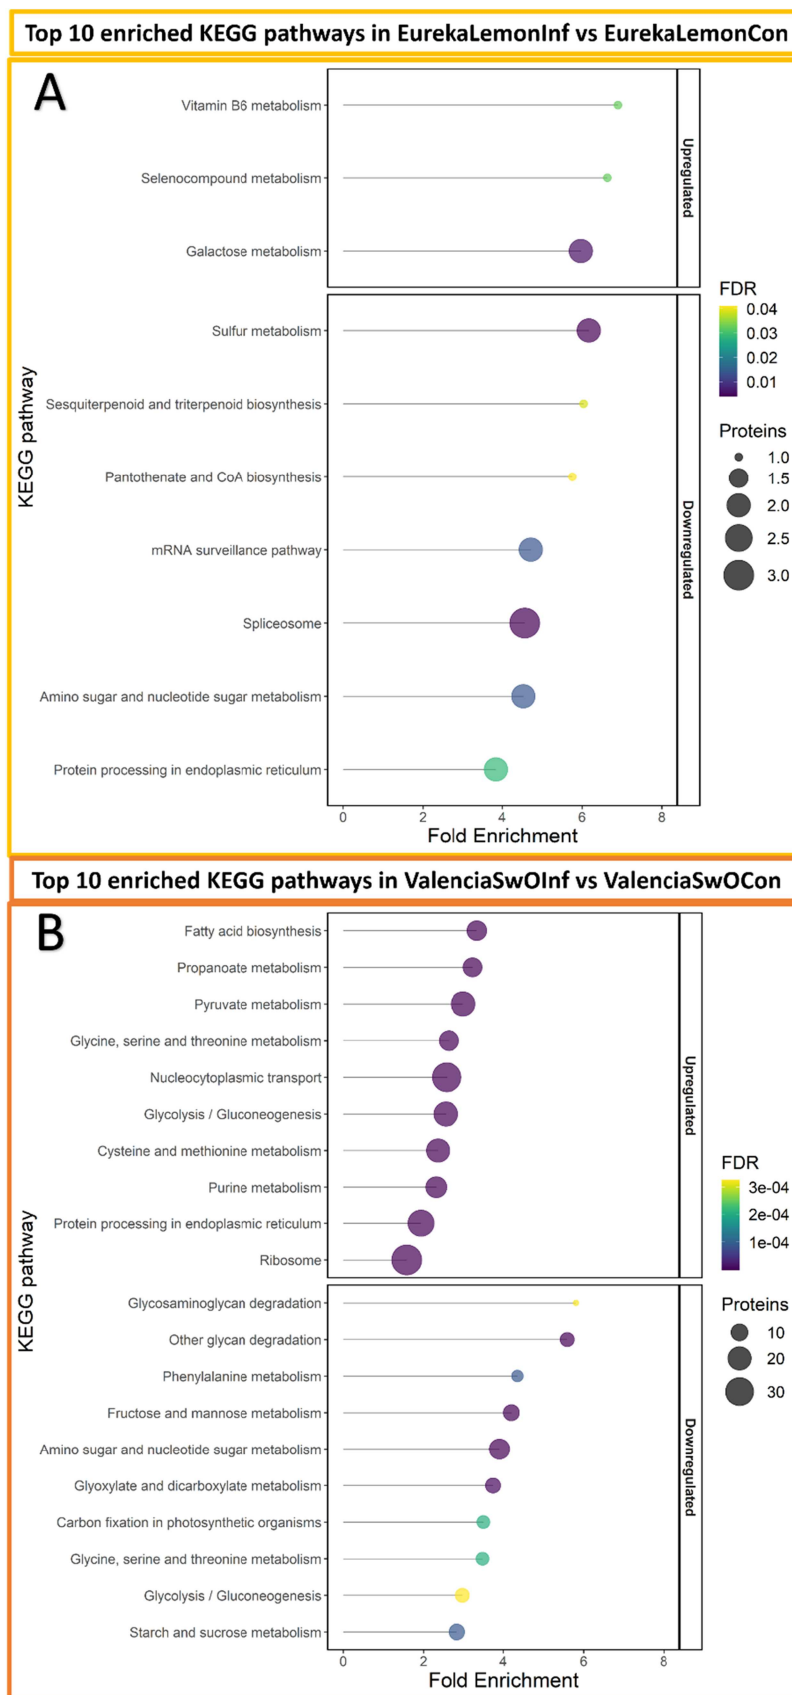 Top 10 enriched KEGG pathways in EurekaLemonInf vs EurekaLemonCon
A
Vitamin B6 metabolism
Selenocompound metabolism
Galactose metabolism
Upregulated
Sulfur metabolism
Sesquiterpenoid and triterpenoid biosynthesis
Pantothenate and CoA biosynthesis
mRNA surveillance pathway
Spliceosome
Amino sugar and nucleotide sugar metabolism
Protein processing in endoplasmic reticulum
Downregulated
KEGG pathway
0 2 4 6 8
Fold Enrichment
FDR
0.04
0.03
0.02
0.01
Proteins
1.0
1.5
2.0
2.5
3.0
Top 10 enriched KEGG pathways in ValenciaSwOInf vs ValenciaSwOCon
B
Fatty acid biosynthesis
Propanoate metabolism
Pyruvate metabolism
Glycine, serine and threonine metabolism
Nucleocytoplasmic transport
Glycolysis / Gluconeogenesis
Cysteine and methionine metabolism
Purine metabolism
Protein processing in endoplasmic reticulum
Ribosome
Upregulated
Glycosaminoglycan degradation
Other glycan degradation
Phenylalanine metabolism
Fructose and mannose metabolism
Amino sugar and nucleotide sugar metabolism
Glyoxylate and dicarboxylate metabolism
Carbon fixation in photosynthetic organisms
Glycine, serine and threonine metabolism
Glycolysis / Gluconeogenesis
Starch and sucrose metabolism
Downregulated
KEGG pathway
0 2 4 6 8
Fold Enrichment
FDR
3e-04
2e-04
1e-04
Proteins
10
20
30